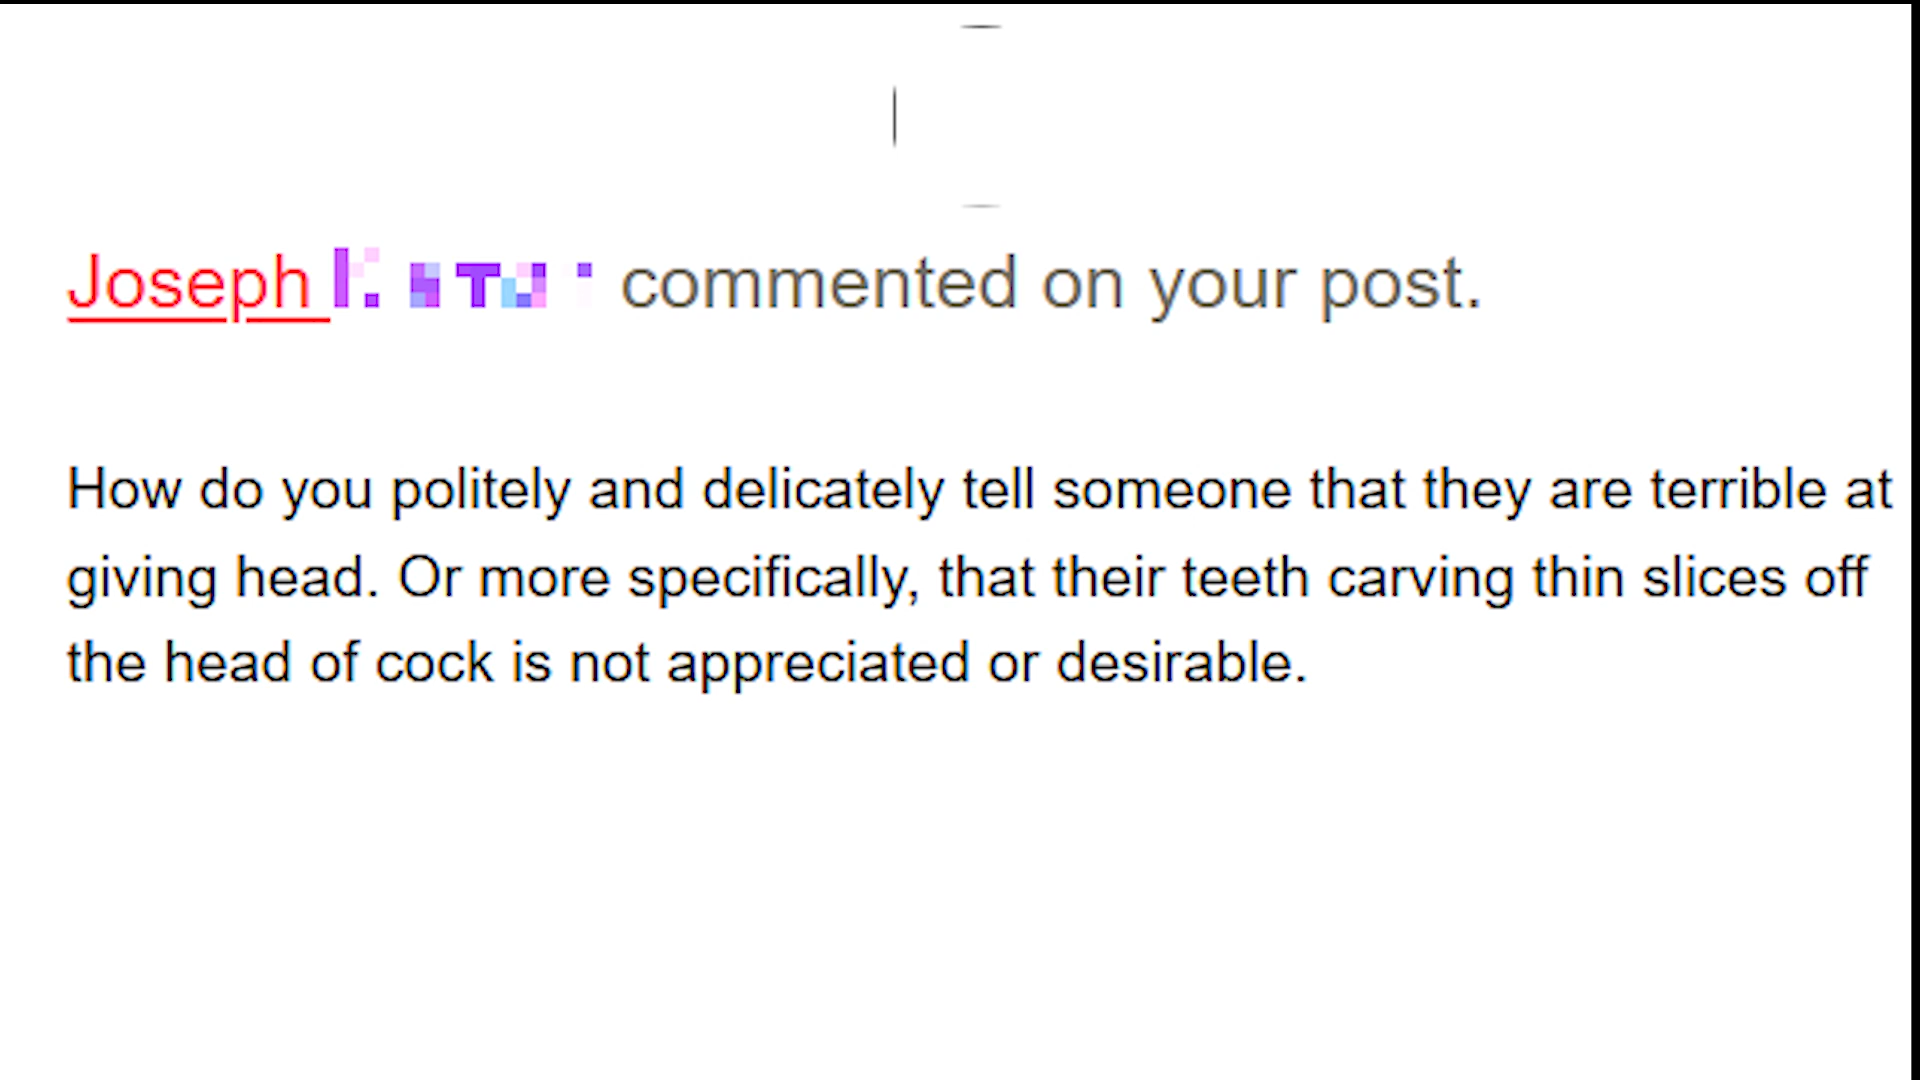 Joseph commented on your post.
How do you politely and delicately tell someone that they are terrible at
giving head. Or more specifically, that their teeth carving thin slices off
the head of cock is not appreciated or desirable.